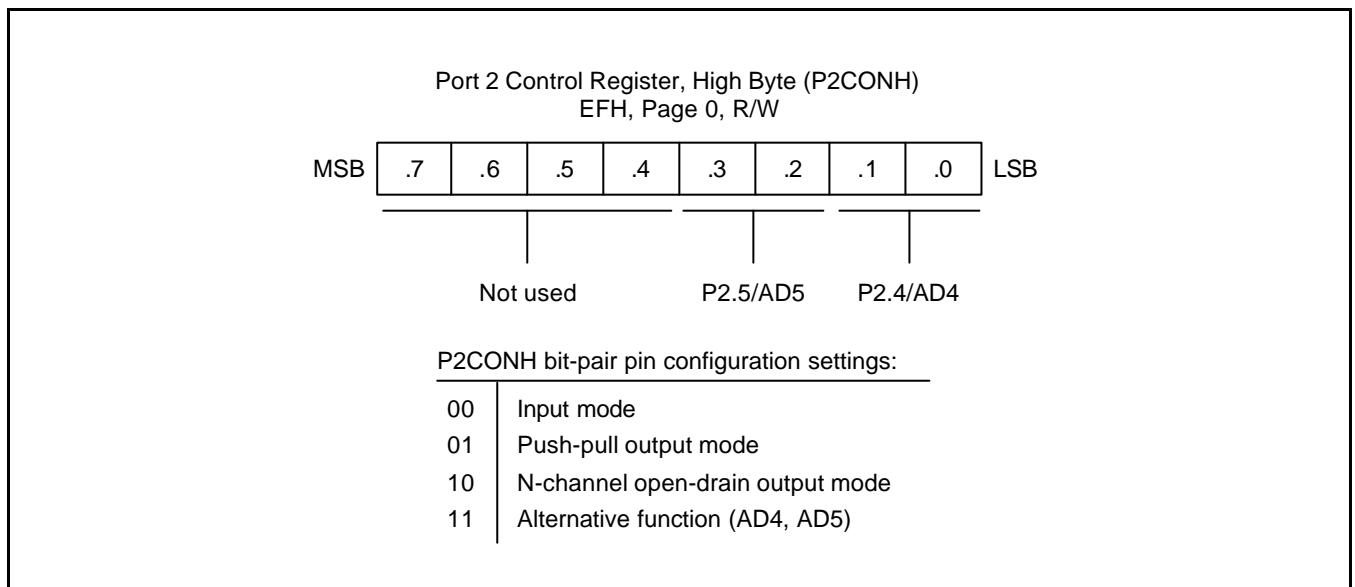 Port 2 Control Register, High Byte (P2CONH)
EFH, Page 0, R/W
MSB .7 .6 .5 .4 .3 .2 .1 .0 LSB
Not used P2.5/AD5 P2.4/AD4
P2CONH bit-pair pin configuration settings:
00 Input mode
01 Push-pull output mode
10 N-channel open-drain output mode
11 Alternative function (AD4, AD5)